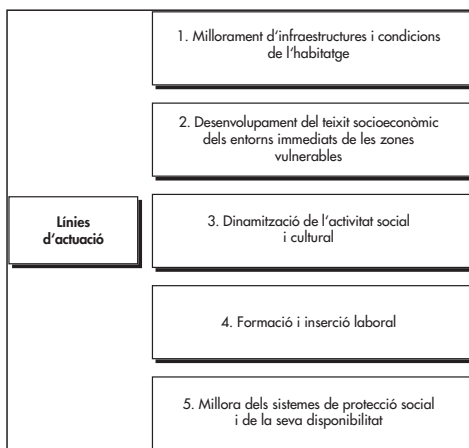 1. Millorament d'infraestructures i condicions
de l'habitatge
2. Desenvolupament del teixit socioeconòmic
dels entorns immediats de les zones
vulnerables
Línies
d'actuació
3. Dinamització de l'activitat social
i cultural
4. Formació i inserció laboral
5. Millora dels sistemes de protecció social
i de la seva disponibilitat